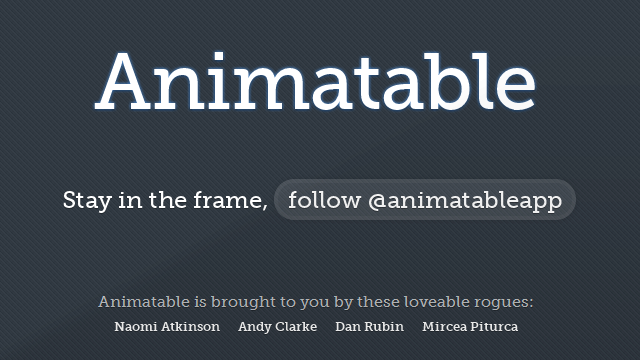 Animatable
Stay in the frame, follow @animatableapp
Animatable is brought to you by these loveable rogues:
Naomi Atkinson Andy Clarke Dan Rubin Mircea Piturca